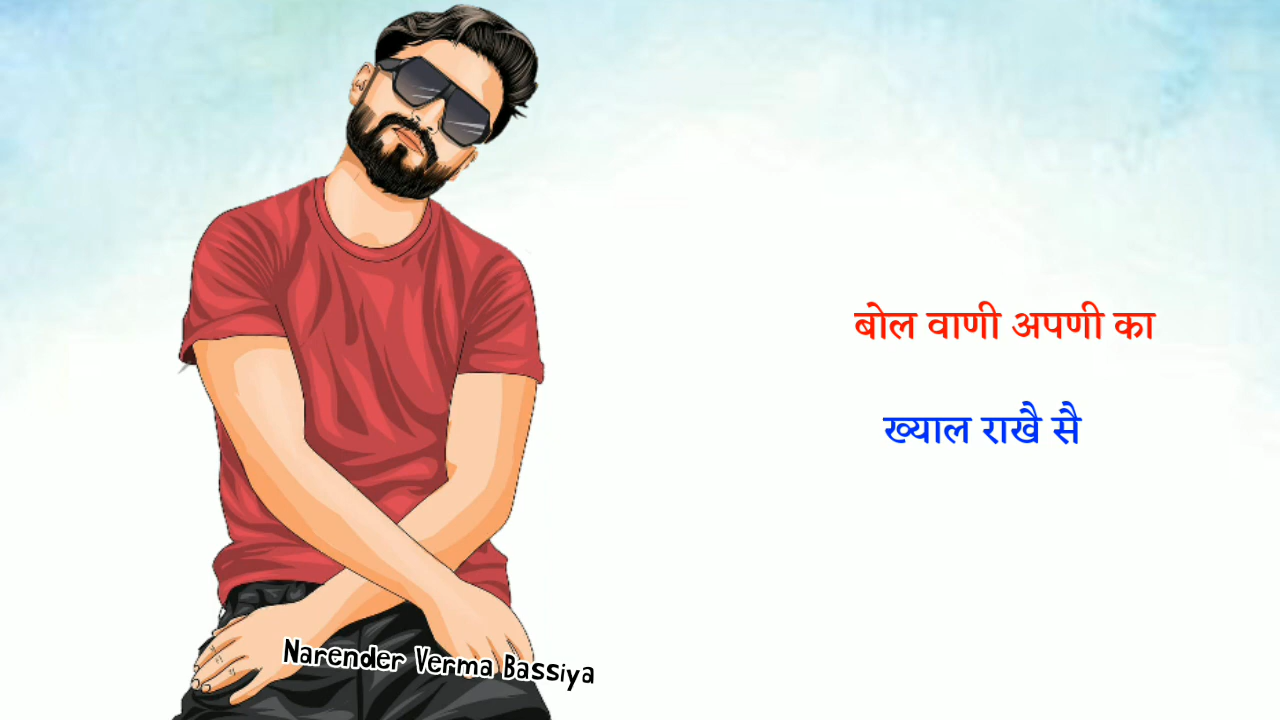 बोल वाणी अपणी का
ख्याल राखै सै
Narender Verma Bassiya